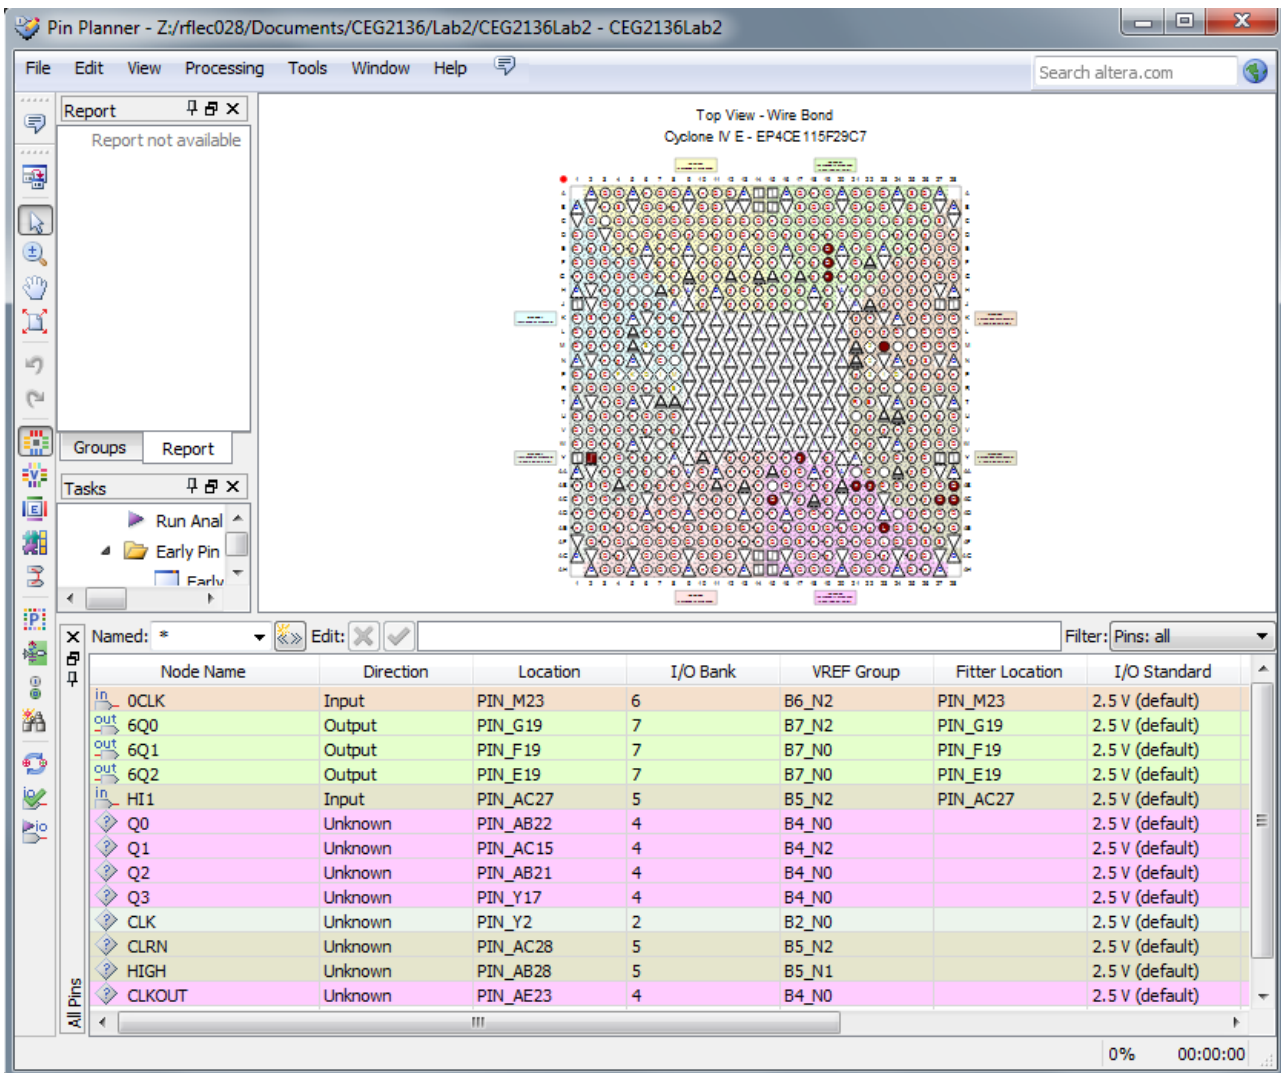 Pin Planner - Z:/rflec028/Documents/CEG2136/Lab2/CEG2136Lab2 - CEG2136Lab2
File Edit View Processing Tools Window Help
Search altera.com
Report
Report not available
Groups Report
Tasks
Run Anal
Early Pin
Early
Top View - Wire Bond
Cyclone IV E - EP4CE115F29C7
Named: * Edit: Filter: Pins: all
Node Name Direction Location I/O Bank VREF Group Fitter Location I/O Standard
in 0CLK Input PIN_M23 6 B6_N2 PIN_M23 2.5 V (default)
out 6Q0 Output PIN_G19 7 B7_N2 PIN_G19 2.5 V (default)
out 6Q1 Output PIN_F19 7 B7_N0 PIN_F19 2.5 V (default)
out 6Q2 Output PIN_E19 7 B7_N0 PIN_E19 2.5 V (default)
in HI1 Input PIN_AC27 5 B5_N2 PIN_AC27 2.5 V (default)
? Q0 Unknown PIN_AB22 4 B4_N0 2.5 V (default)
? Q1 Unknown PIN_AC15 4 B4_N2 2.5 V (default)
? Q2 Unknown PIN_AB21 4 B4_N0 2.5 V (default)
? Q3 Unknown PIN_Y17 4 B4_N0 2.5 V (default)
? CLK Unknown PIN_Y2 2 B2_N0 2.5 V (default)
? CLRN Unknown PIN_AC28 5 B5_N2 2.5 V (default)
? HIGH Unknown PIN_AB28 5 B5_N1 2.5 V (default)
? CLKOUT Unknown PIN_AE23 4 B4_N0 2.5 V (default)
All Pins
0% 00:00:00